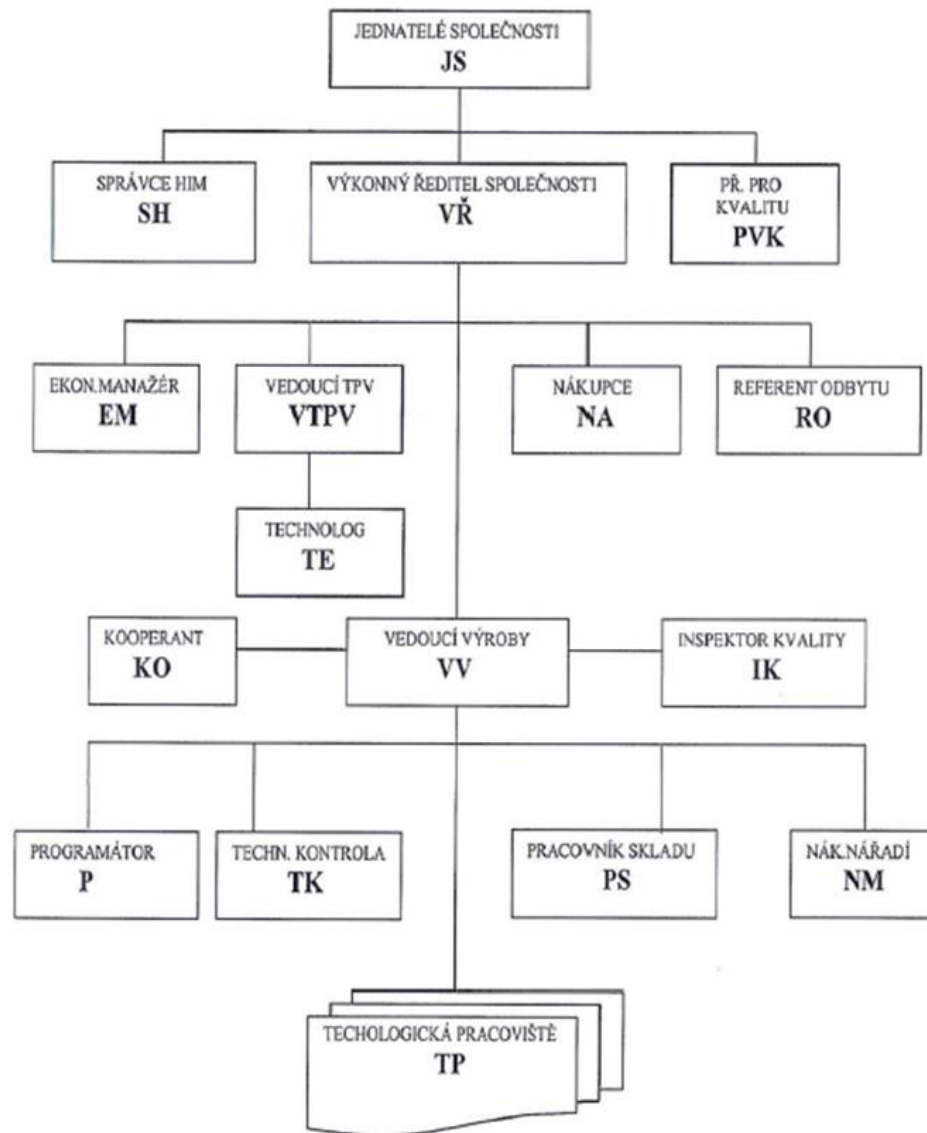 JEDNATELÉ SPOLEČNOSTI
JS
SPRÁVCE HIM
SH
VÝKONNÝ ŘEDITEL SPOLEČNOSTI
VŘ
PŘ. PRO
KVALITU
PVK
EKON.MANAŽÉR
EM
VEDOUCÍ TPV
VTPV
NÁKUPCE
NA
REFERENT ODBYTU
RO
TECHNOLOG
TE
KOOPERANT
KO
VEDOUCÍ VÝROBY
VV
INSPEKTOR KVALITY
IK
PROGRAMÁTOR
P
TECHN. KONTROLA
TK
PRACOVNÍK SKLADU
PS
NÁK.NÁŘADÍ
NM
TECHOLOGICKÁ PRACOVIŠTĚ
TP